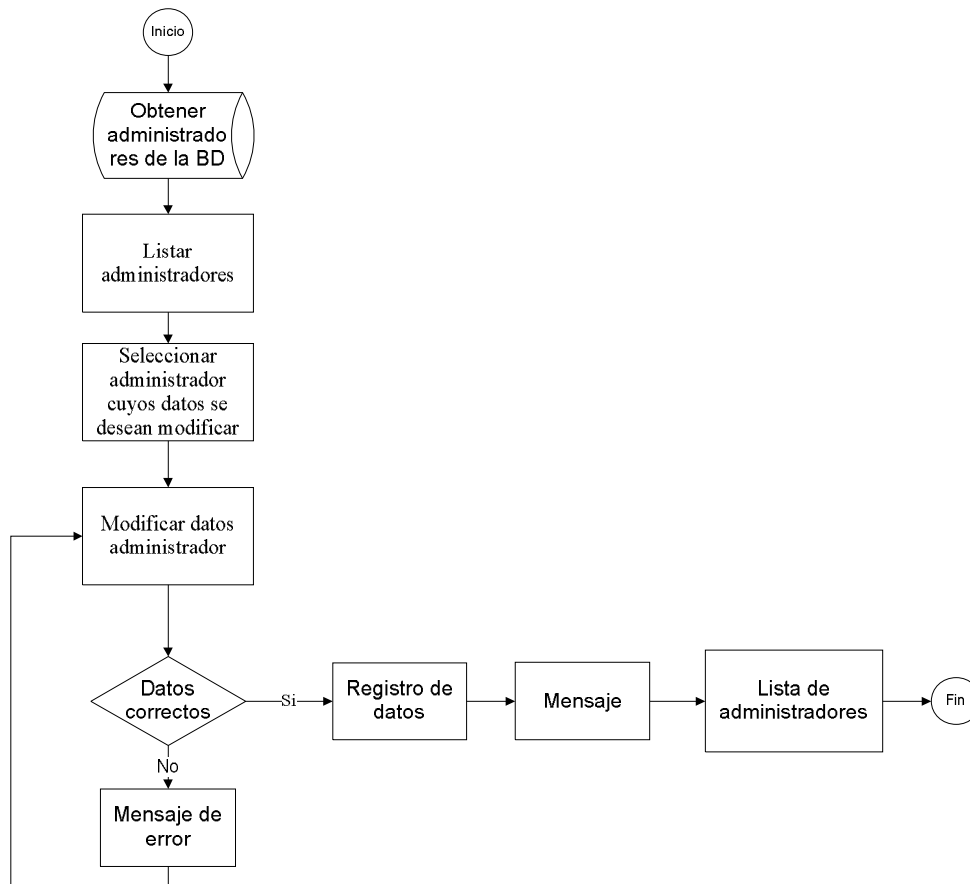 Inicio
Obtener
administrado
res de la BD
Listar
administradores
Seleccionar
administrador
cuyos datos se
desean modificar
Modificar datos
administrador
Datos
correctos
Si
Registro de
datos
Mensaje
Lista de
administradores
Fin
No
Mensaje de
error